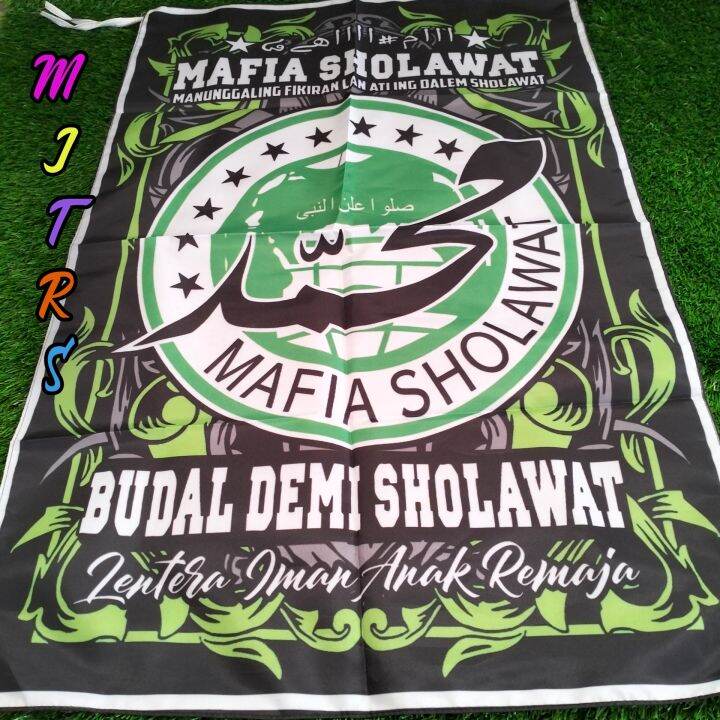 MITRS
MAFIA SHOLAWAT
MANUNGGALING FIKIRAN LAN ATI ING DALEM SHOLAWAT
صلوا علن النبي
محمد
MAFIA SHOLAWAT
BUDAL DEMI SHOLAWAT
Lentera Iman Anak Remaja